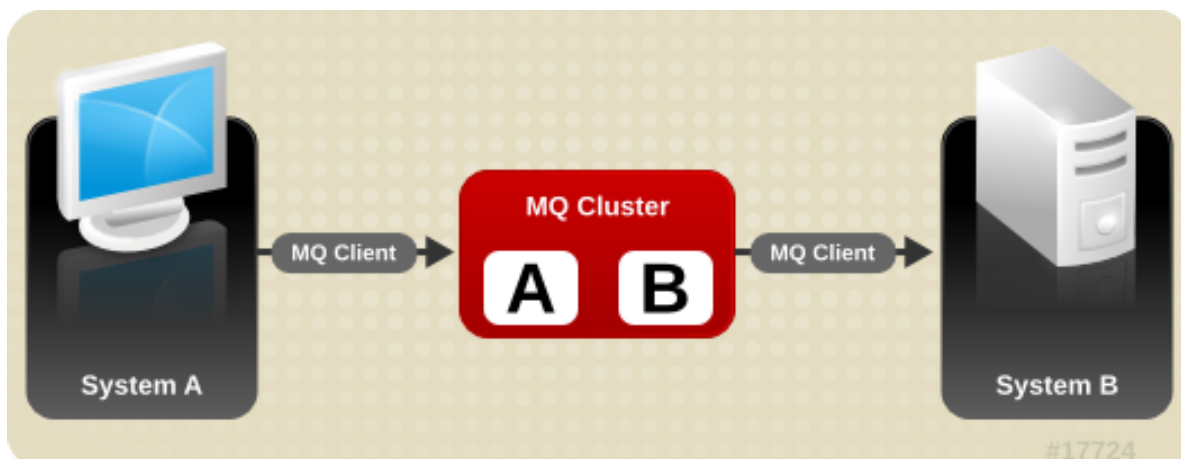 MQ Cluster
MQ Client
MQ Client
A
B
System A
System B
#17724